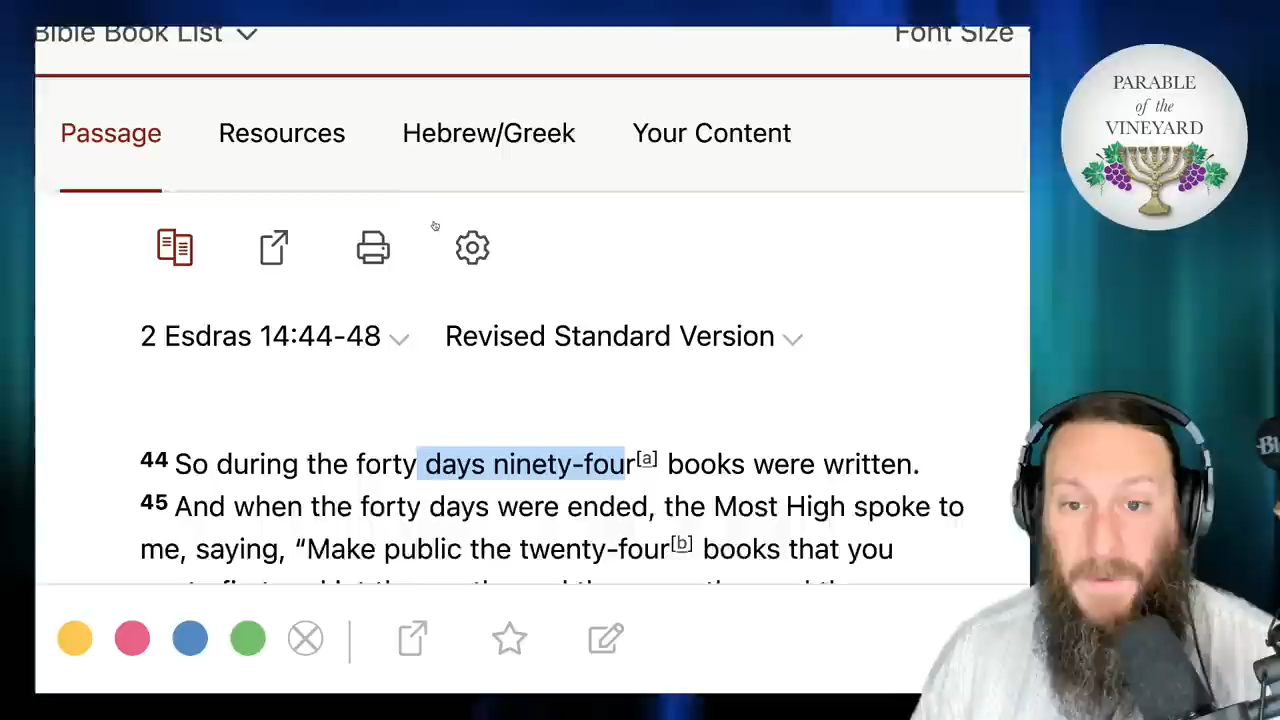 Bible Book List
Font Size
Passage
Resources
Hebrew/Greek
Your Content
PARABLE
of the
VINEYARD
2 Esdras 14:44-48
Revised Standard Version
44 So during the forty days ninety-four[a] books were written.
45 And when the forty days were ended, the Most High spoke to
me, saying, “Make public the twenty-four[b] books that you